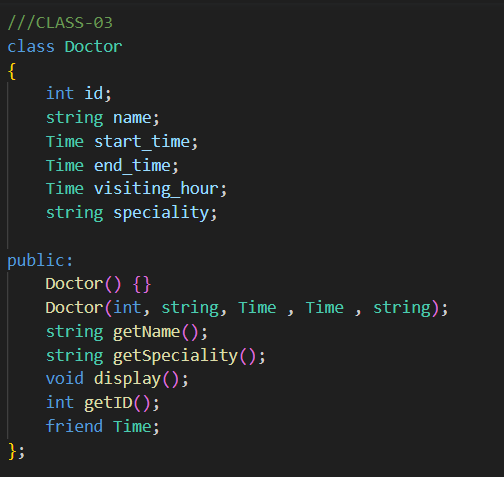 ///CLASS-03
class Doctor
{
    int id;
    string name;
    Time start_time;
    Time end_time;
    Time visiting_hour;
    string speciality;

public:
    Doctor() {}
    Doctor(int, string, Time , Time , string);
    string getName();
    string getSpeciality();
    void display();
    int getID();
    friend Time;
};